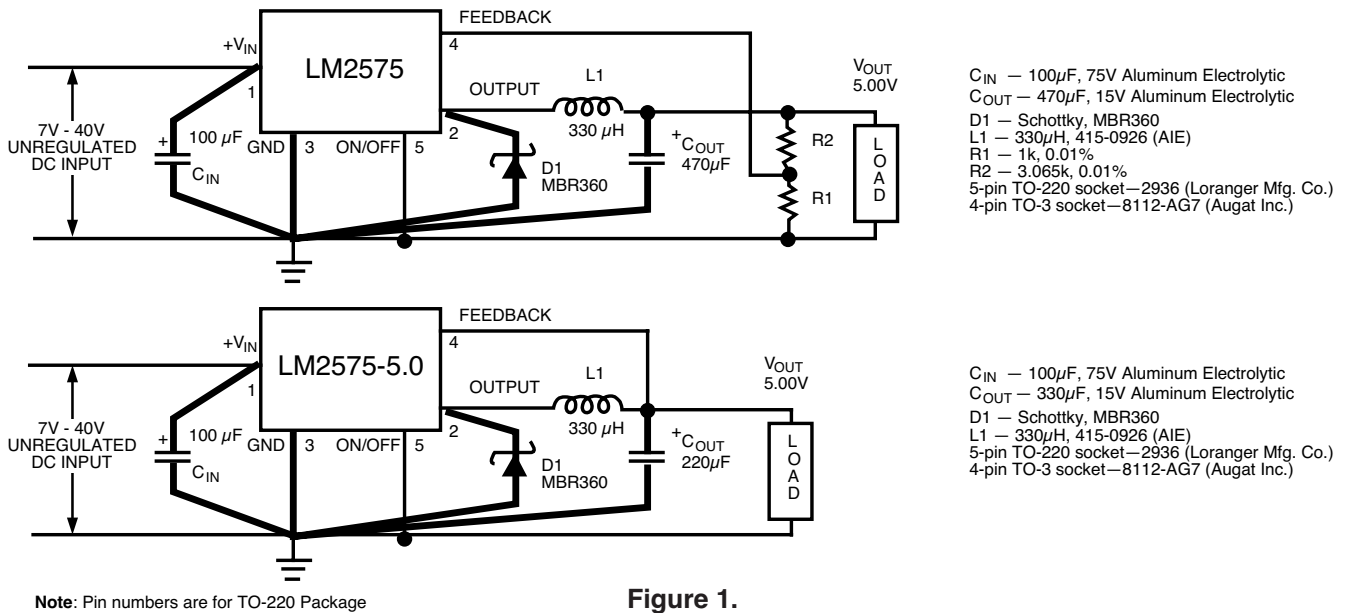 FEEDBACK
+VIN
4
LM2575
L1
VOUT
5.00V
1
OUTPUT
7V - 40V
UNREGULATED
DC INPUT
+
100 µF
CIN
GND
3
ON/OFF
5
2
330 µH
D1
MBR360
+
COUT
470µF
R2
R1
LOAD
CIN — 100µF, 75V Aluminum Electrolytic
COUT — 470µF, 15V Aluminum Electrolytic
D1 — Schottky, MBR360
L1 — 330µH, 415-0926 (AIE)
R1 — 1k, 0.01%
R2 — 3.065k, 0.01%
5-pin TO-220 socket—2936 (Loranger Mfg. Co.)
4-pin TO-3 socket—8112-AG7 (Augat Inc.)
FEEDBACK
+VIN
4
LM2575-5.0
L1
VOUT
5.00V
1
OUTPUT
7V - 40V
UNREGULATED
DC INPUT
+
100 µF
CIN
GND
3
ON/OFF
5
2
330 µH
D1
MBR360
+
COUT
220µF
LOAD
CIN — 100µF, 75V Aluminum Electrolytic
COUT — 330µF, 15V Aluminum Electrolytic
D1 — Schottky, MBR360
L1 — 330µH, 415-0926 (AIE)
5-pin TO-220 socket—2936 (Loranger Mfg. Co.)
4-pin TO-3 socket—8112-AG7 (Augat Inc.)
Note: Pin numbers are for TO-220 Package
Figure 1.